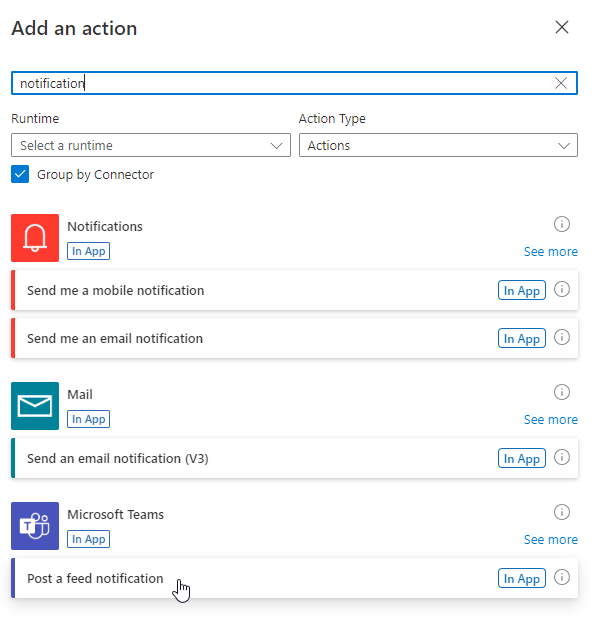 Add an action
notification
Runtime
Action Type
Select a runtime
Actions
Group by Connector
Notifications
In App
See more
Send me a mobile notification
In App
Send me an email notification
In App
Mail
In App
See more
Send an email notification (V3)
In App
T
Microsoft Teams
In App
See more
Post a feed notification
In App